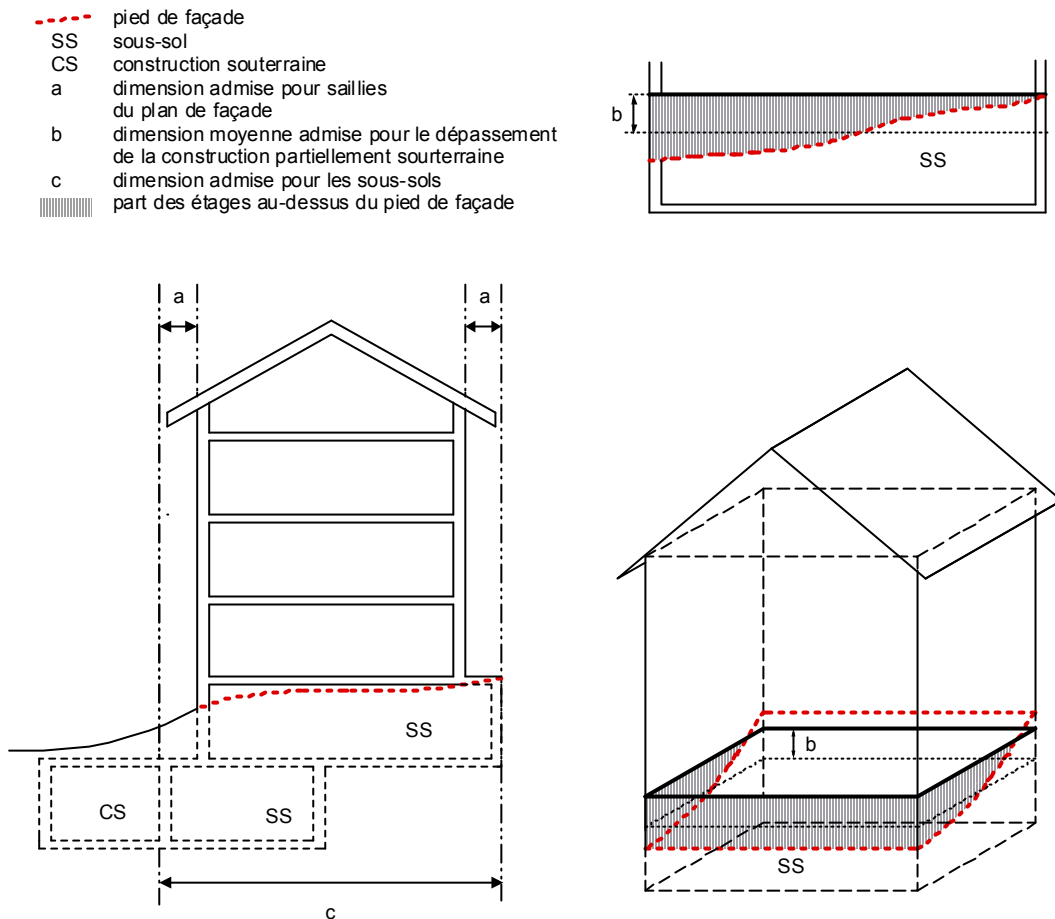 pied de façade
SS sous-sol
CS construction souterraine
a dimension admise pour saillies
du plan de façade
b dimension moyenne admise pour le dépassement
de la construction partiellement sourterraine
c dimension admise pour les sous-sols
part des étages au-dessus du pied de façade
b
SS
a a
SS
CS SS
c
b
SS